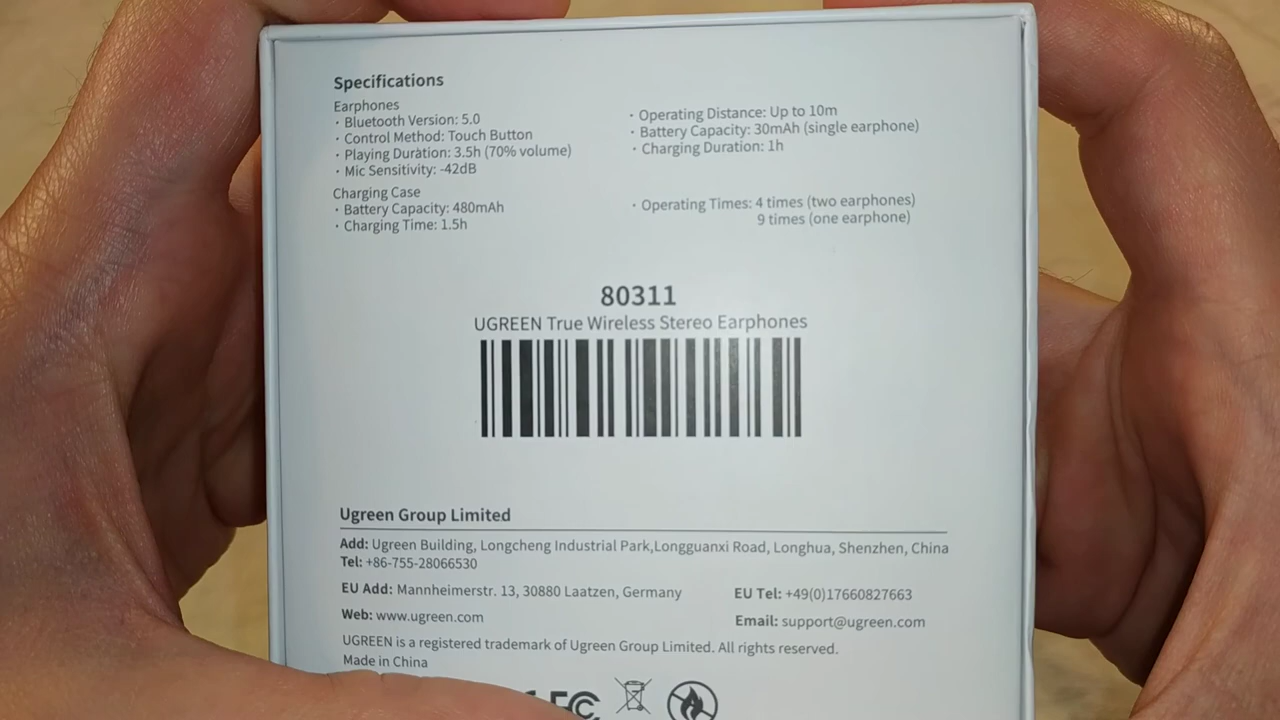 Specifications
Earphones
· Bluetooth Version: 5.0
· Control Method: Touch Button
· Playing Duration: 3.5h (70% volume)
· Mic Sensitivity: -42dB
· Operating Distance: Up to 10m
· Battery Capacity: 30mAh (single earphone)
· Charging Duration: 1h
Charging Case
· Battery Capacity: 480mAh
· Charging Time: 1.5h
· Operating Times: 4 times (two earphones)
9 times (one earphone)
80311
UGREEN True Wireless Stereo Earphones
Ugreen Group Limited
Add: Ugreen Building, Longcheng Industrial Park,Longguanxi Road, Longhua, Shenzhen, China
Tel: +86-755-28066530
EU Add: Mannheimerstr. 13, 30880 Laatzen, Germany
EU Tel: +49(0)17660827663
Web: www.ugreen.com
Email: support@ugreen.com
UGREEN is a registered trademark of Ugreen Group Limited. All rights reserved.
Made in China
FC